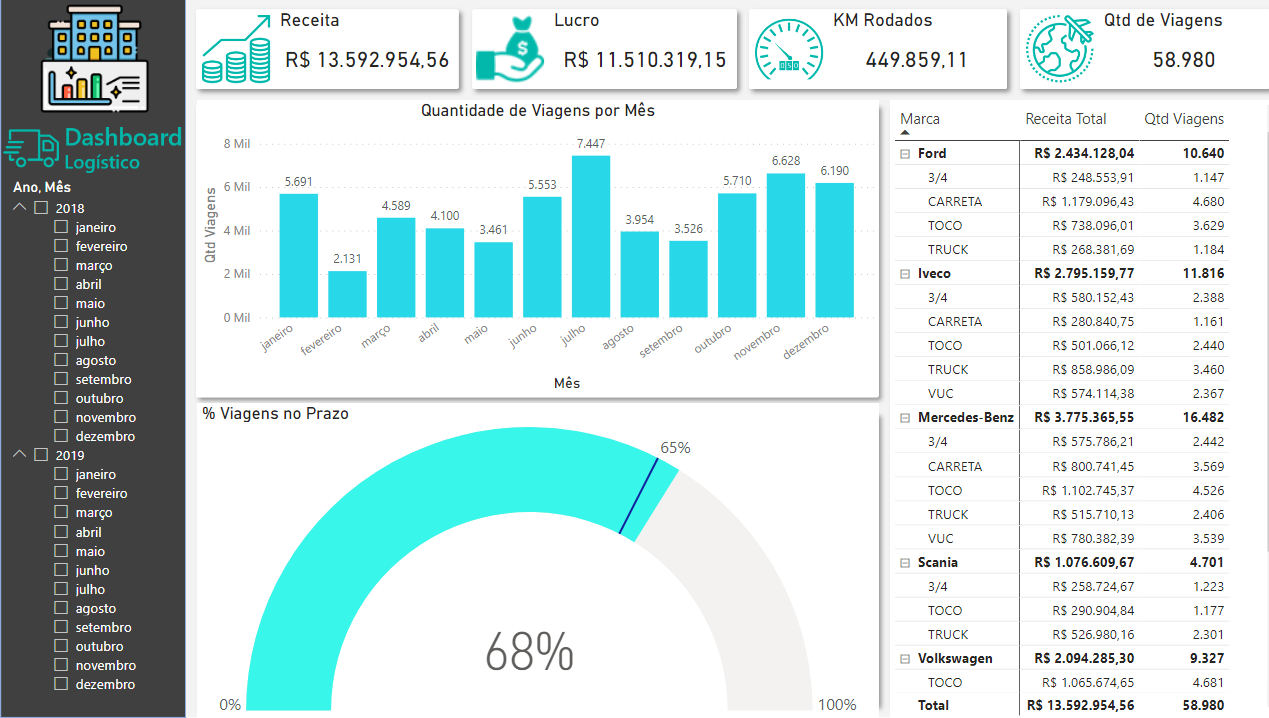 Dashboard
Logístico
Ano, Mês
2018
janeiro
fevereiro
março
abril
maio
junho
julho
agosto
setembro
outubro
novembro
dezembro
2019
janeiro
fevereiro
março
abril
maio
junho
julho
agosto
setembro
outubro
novembro
dezembro
Receita
R$ 13.592.954,56
Lucro
R$ 11.510.319,15
KM Rodados
449.859,11
Qtd de Viagens
58.980
Quantidade de Viagens por Mês
Qtd Viagens
8 Mil
6 Mil
4 Mil
2 Mil
0 Mil
5.691
2.131
4.589
4.100
3.461
5.553
7.447
3.954
3.526
5.710
6.628
6.190
janeiro
fevereiro
março
abril
maio
junho
julho
agosto
setembro
outubro
novembro
dezembro
Mês
% Viagens no Prazo
65%
68%
0%
100%
Marca Receita Total Qtd Viagens
Ford R$ 2.434.128,04 10.640
3/4 R$ 248.553,91 1.147
CARRETA R$ 1.179.096,43 4.680
TOCO R$ 738.096,01 3.629
TRUCK R$ 268.381,69 1.184
Iveco R$ 2.795.159,77 11.816
3/4 R$ 580.152,43 2.388
CARRETA R$ 280.840,75 1.161
TOCO R$ 501.066,12 2.440
TRUCK R$ 858.986,09 3.460
VUC R$ 574.114,38 2.367
Mercedes-Benz R$ 3.775.365,55 16.482
3/4 R$ 575.786,21 2.442
CARRETA R$ 800.741,45 3.569
TOCO R$ 1.102.745,37 4.526
TRUCK R$ 515.710,13 2.406
VUC R$ 780.382,39 3.539
Scania R$ 1.076.609,67 4.701
3/4 R$ 258.724,67 1.223
TOCO R$ 290.904,84 1.177
TRUCK R$ 526.980,16 2.301
Volkswagen R$ 2.094.285,30 9.327
TOCO R$ 1.065.674,65 4.681
Total R$ 13.592.954,56 58.980